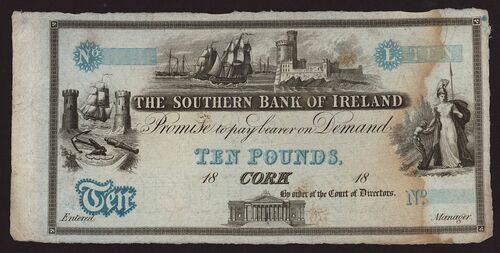 No. £ TEN
THE SOUTHERN BANK OF IRELAND
Promise to pay bearer on Demand
TEN POUNDS.
18 CORK 18
By order of the Court of Directors.
Ten No.
Entered Manager